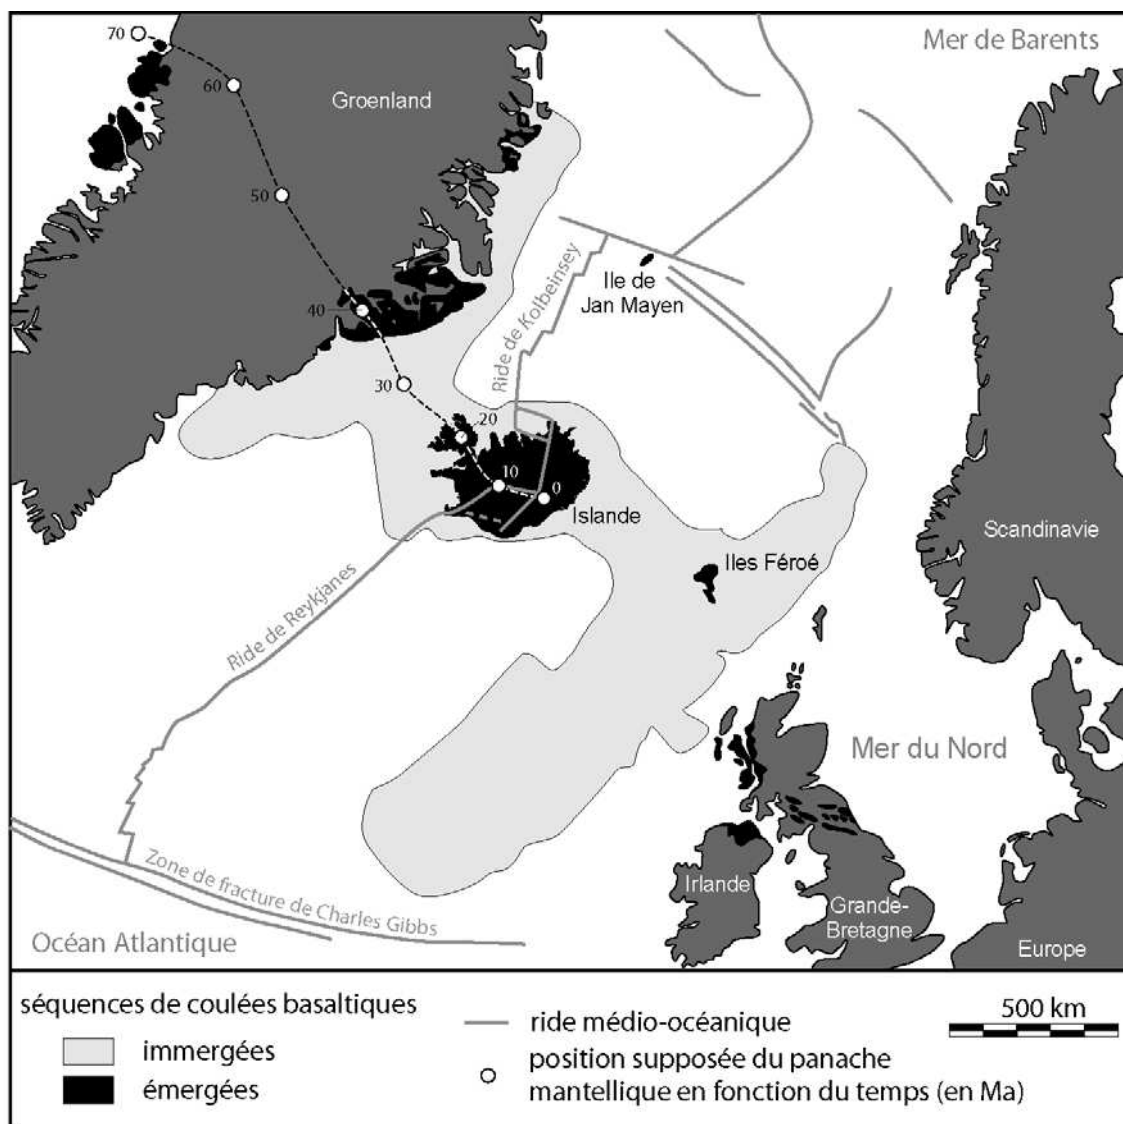 70
Mer de Barents
60
Groenland
50
Ile de
Jan Mayen
Ride de Kolbeinsey
40
30
20
10
0
Islande
Iles Féroé
Scandinavie
Ride de Reykjanes
Mer du Nord
Zone de fracture de Charles Gibbs
Irlande
Grande-
Bretagne
Océan Atlantique
Europe
séquences de coulées basaltiques
immergées
émergées
ride médio-océanique
position supposée du panache
mantellique en fonction du temps (en Ma)
500 km